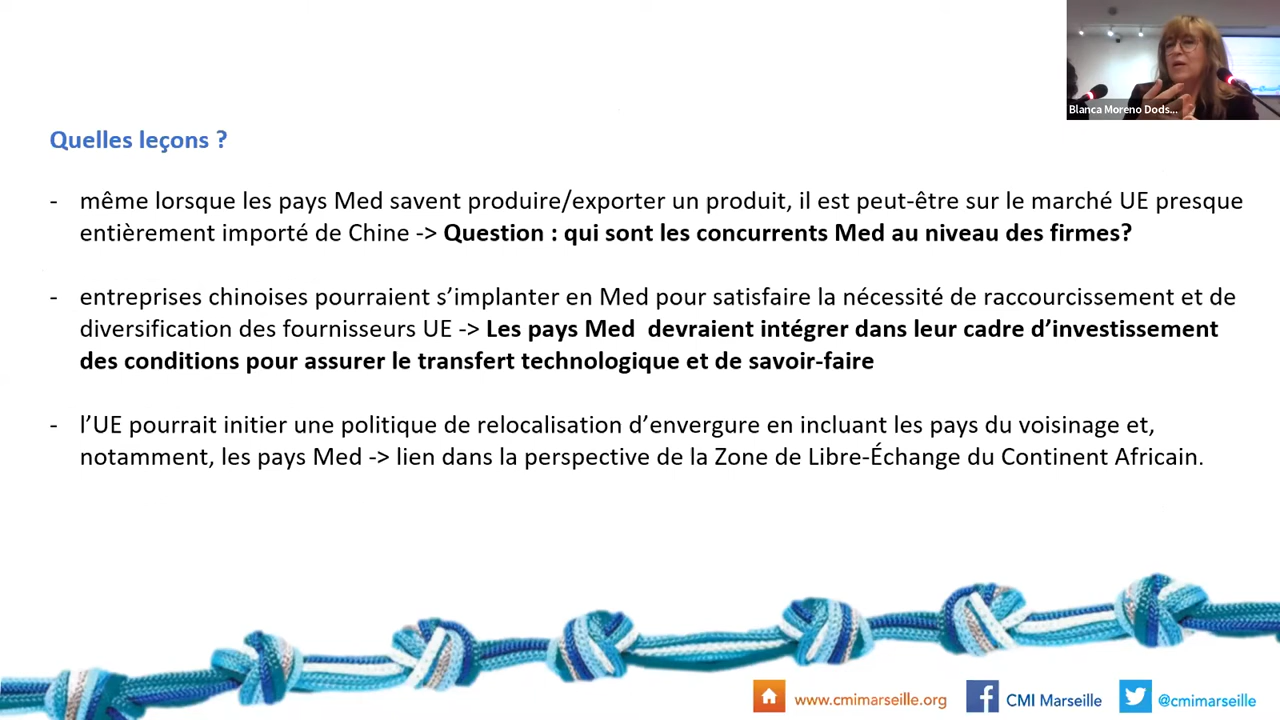 Blanca Moreno Dods...
Quelles leçons ?
- même lorsque les pays Med savent produire/exporter un produit, il est peut-être sur le marché UE presque
entièrement importé de Chine -> Question : qui sont les concurrents Med au niveau des firmes?
- entreprises chinoises pourraient s’implanter en Med pour satisfaire la nécessité de raccourcissement et de
diversification des fournisseurs UE -> Les pays Med devraient intégrer dans leur cadre d’investissement
des conditions pour assurer le transfert technologique et de savoir-faire
- l’UE pourrait initier une politique de relocalisation d’envergure en incluant les pays du voisinage et,
notamment, les pays Med -> lien dans la perspective de la Zone de Libre-Échange du Continent Africain.
www.cmimarseille.org CMI Marseille @cmimarseille